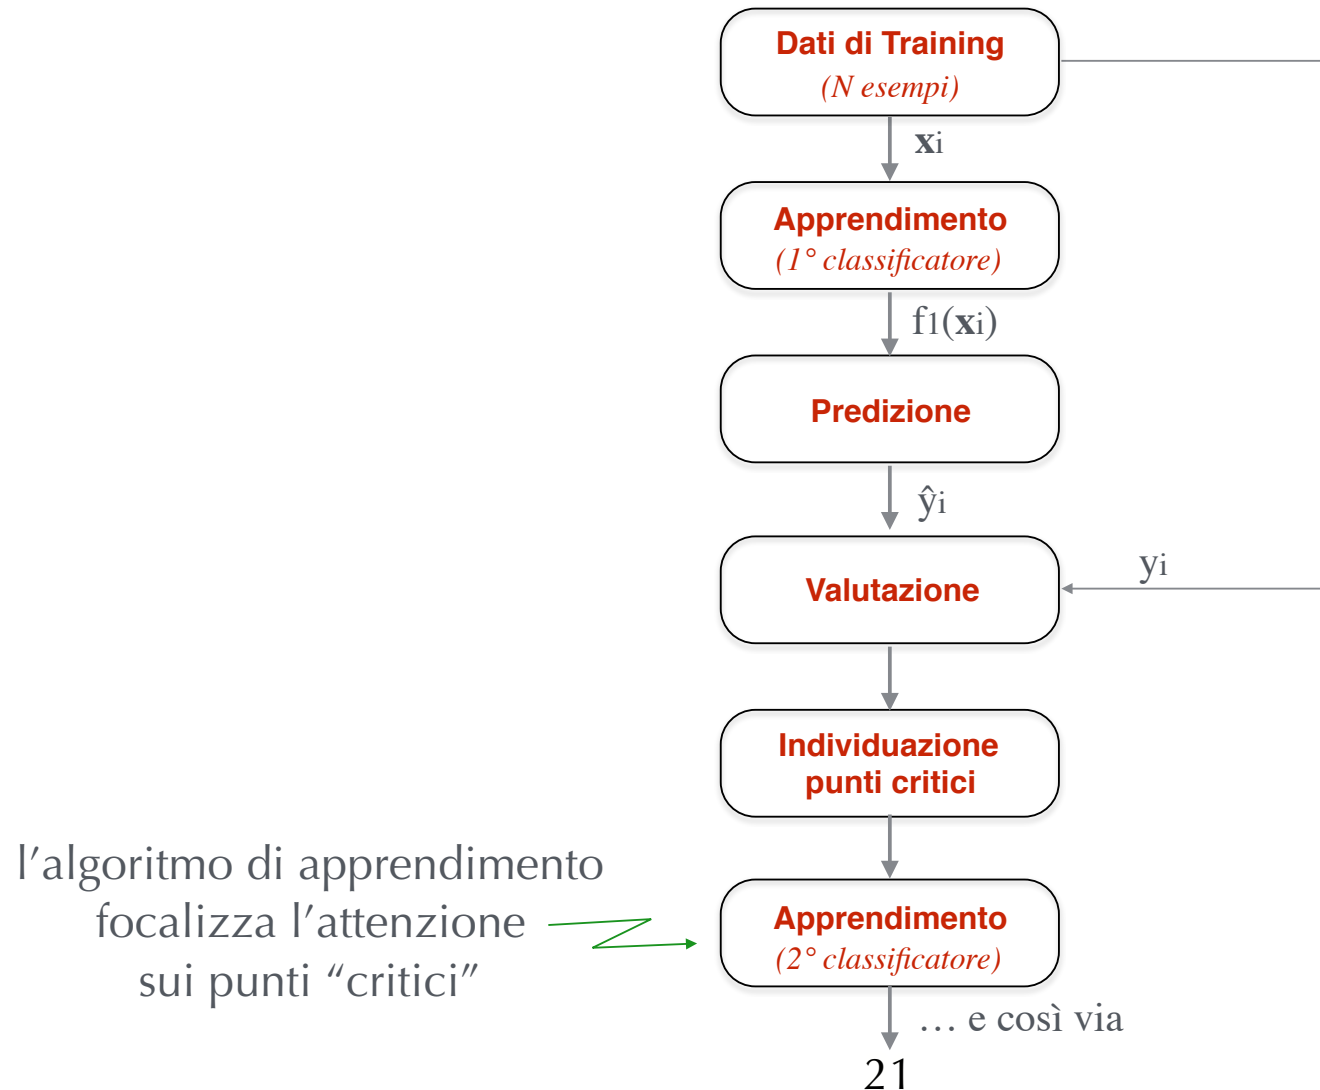 Dati di Training
(N esempi)
xi
Apprendimento
(1° classificatore)
f1(xi)
Predizione
ŷi
Valutazione
yi
Individuazione
punti critici
l’algoritmo di apprendimento
focalizza l’attenzione
sui punti “critici”
Apprendimento
(2° classificatore)
… e così via
21